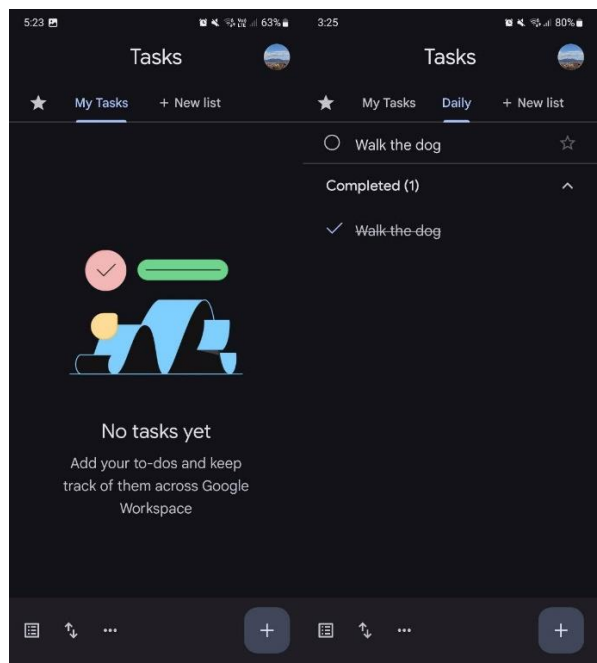 5:23 63%
Tasks
My Tasks + New list
No tasks yet
Add your to-dos and keep
track of them across Google
Workspace
3:25 80%
Tasks
My Tasks Daily + New list
Walk the dog
Completed (1)
Walk the dog